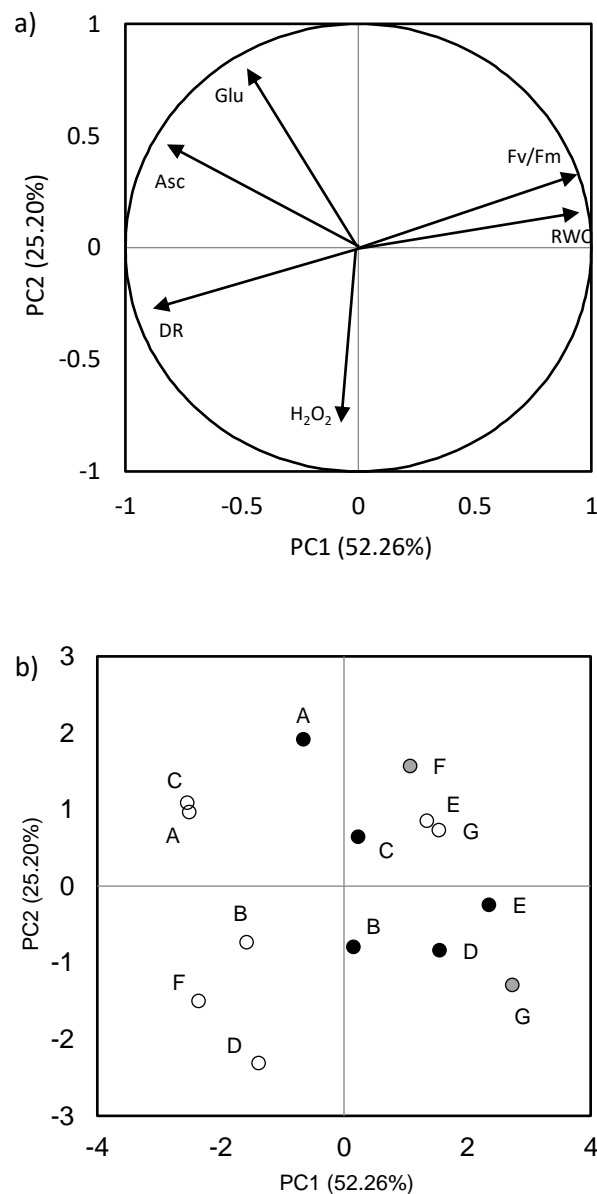 a)
1
Glu
0.5
Fv/Fm
Asc
PC2 (25.20%)
0
RWC
DR
-0.5
H₂O₂
-1
-1 -0.5 0 0.5 1
PC1 (52.26%)
b)
3
A
2
F
C
E
1
A
C
G
PC2 (25.20%)
0
B
B
E
-1
D
F
G
-2
D
-3
-4 -2 0 2 4
PC1 (52.26%)